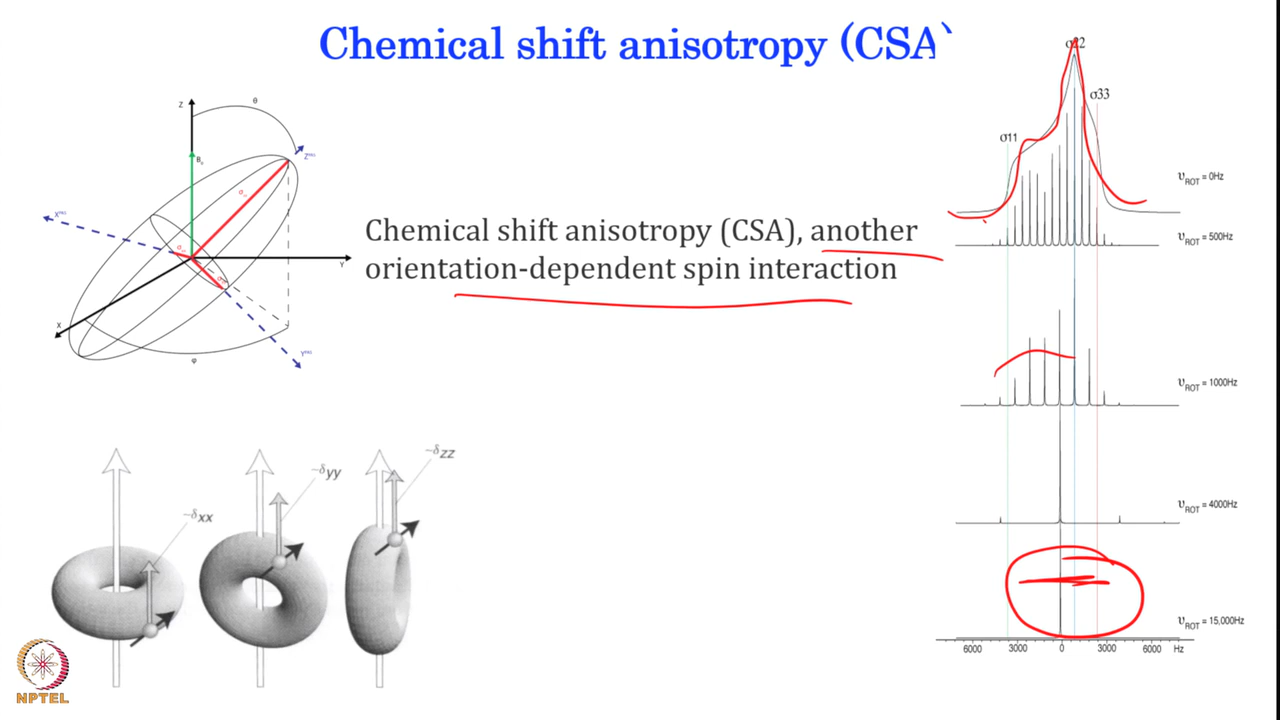 Chemical shift anisotropy (CSA)
Z
θ
Z^PAS
B₀
X^PAS
Y
X
Y^PAS
φ
Chemical shift anisotropy (CSA), another
orientation-dependent spin interaction
~δxx
~δyy
~δzz
NPTEL
σ22
σ33
σ11
υROT = 0Hz
υROT = 500Hz
υROT = 1000Hz
υROT = 4000Hz
υROT = 15,000Hz
6000 3000 0 3000 6000 Hz